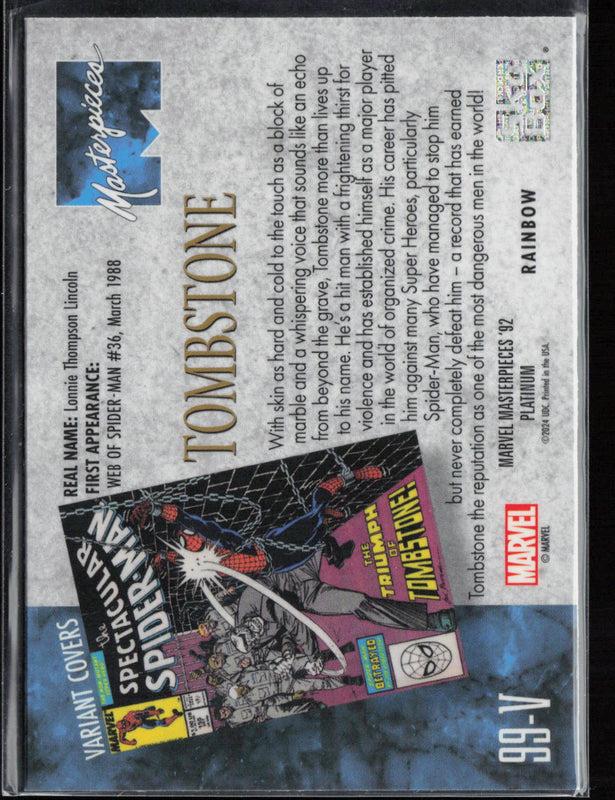 VARIANT COVERS
MARVEL
the
SPECTACULAR
SPIDER-MAN
THE
TRIUMPH
OF
TOMBSTONE!
BETRAYED
REAL NAME: Lonnie Thompson Lincoln
FIRST APPEARANCE:
WEB OF SPIDER-MAN #36, March 1988
Masterpieces
TOMBSTONE
With skin as hard and cold to the touch as a block of
marble and a whispering voice that sounds like an echo
from beyond the grave, Tombstone more than lives up
to his name. He's a hit man with a frightening thirst for
violence and has established himself as a major player
in the world of organized crime. His career has pitted
him against many Super Heroes, particularly
Spider-Man, who have managed to stop him
but never completely defeat him – a record that has earned
Tombstone the reputation as one of the most dangerous men in the world!
99-V
MARVEL
© MARVEL
MARVEL MASTERPIECES '92
PLATINUM
©2024 UDC. Printed in the USA.
RAINBOW
SKY
BOX
®